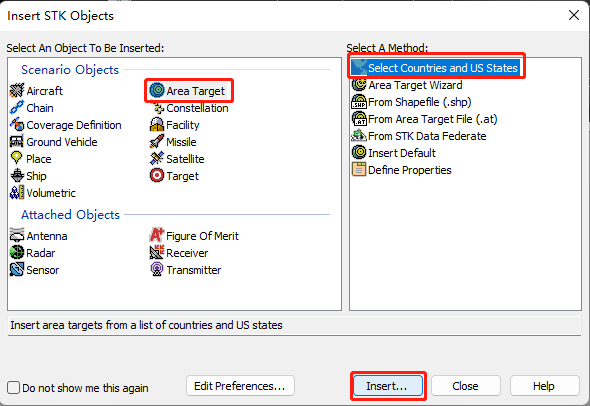 Insert STK Objects
Select An Object To Be Inserted:
Scenario Objects
Aircraft
Area Target
Chain
Constellation
Coverage Definition
Facility
Ground Vehicle
Missile
Place
Satellite
Ship
Target
Volumetric
Attached Objects
Antenna
Figure Of Merit
Radar
Receiver
Sensor
Transmitter
Select A Method:
Select Countries and US States
Area Target Wizard
.SHP
From Shapefile (.shp)
.AT
From Area Target File (.at)
From STK Data Federate
Insert Default
Define Properties
Insert area targets from a list of countries and US states
Do not show me this again
Edit Preferences...
Insert...
Close
Help